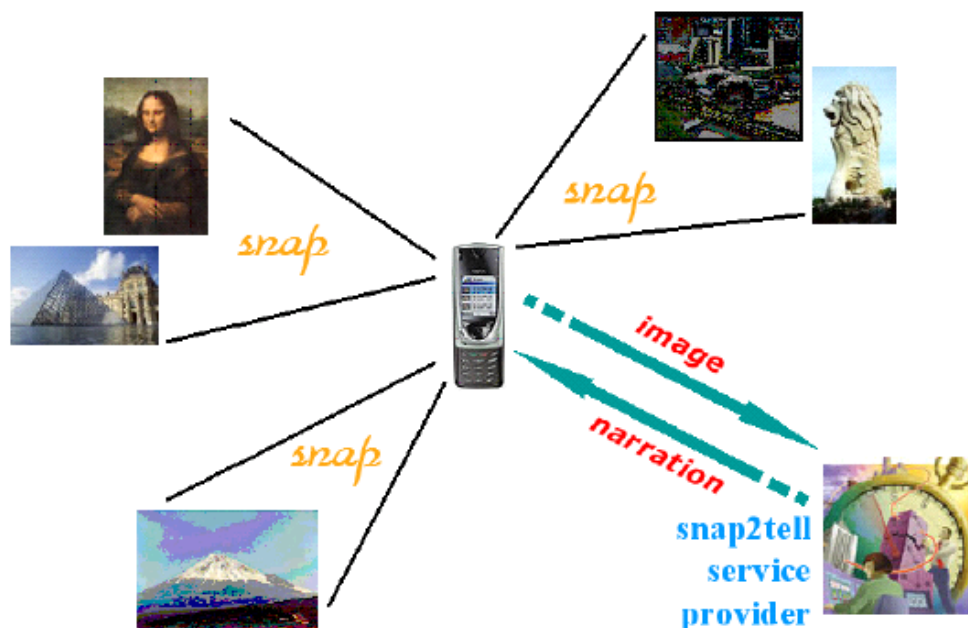 snap
snap
image
narration
snap
snap2tell
service
provider